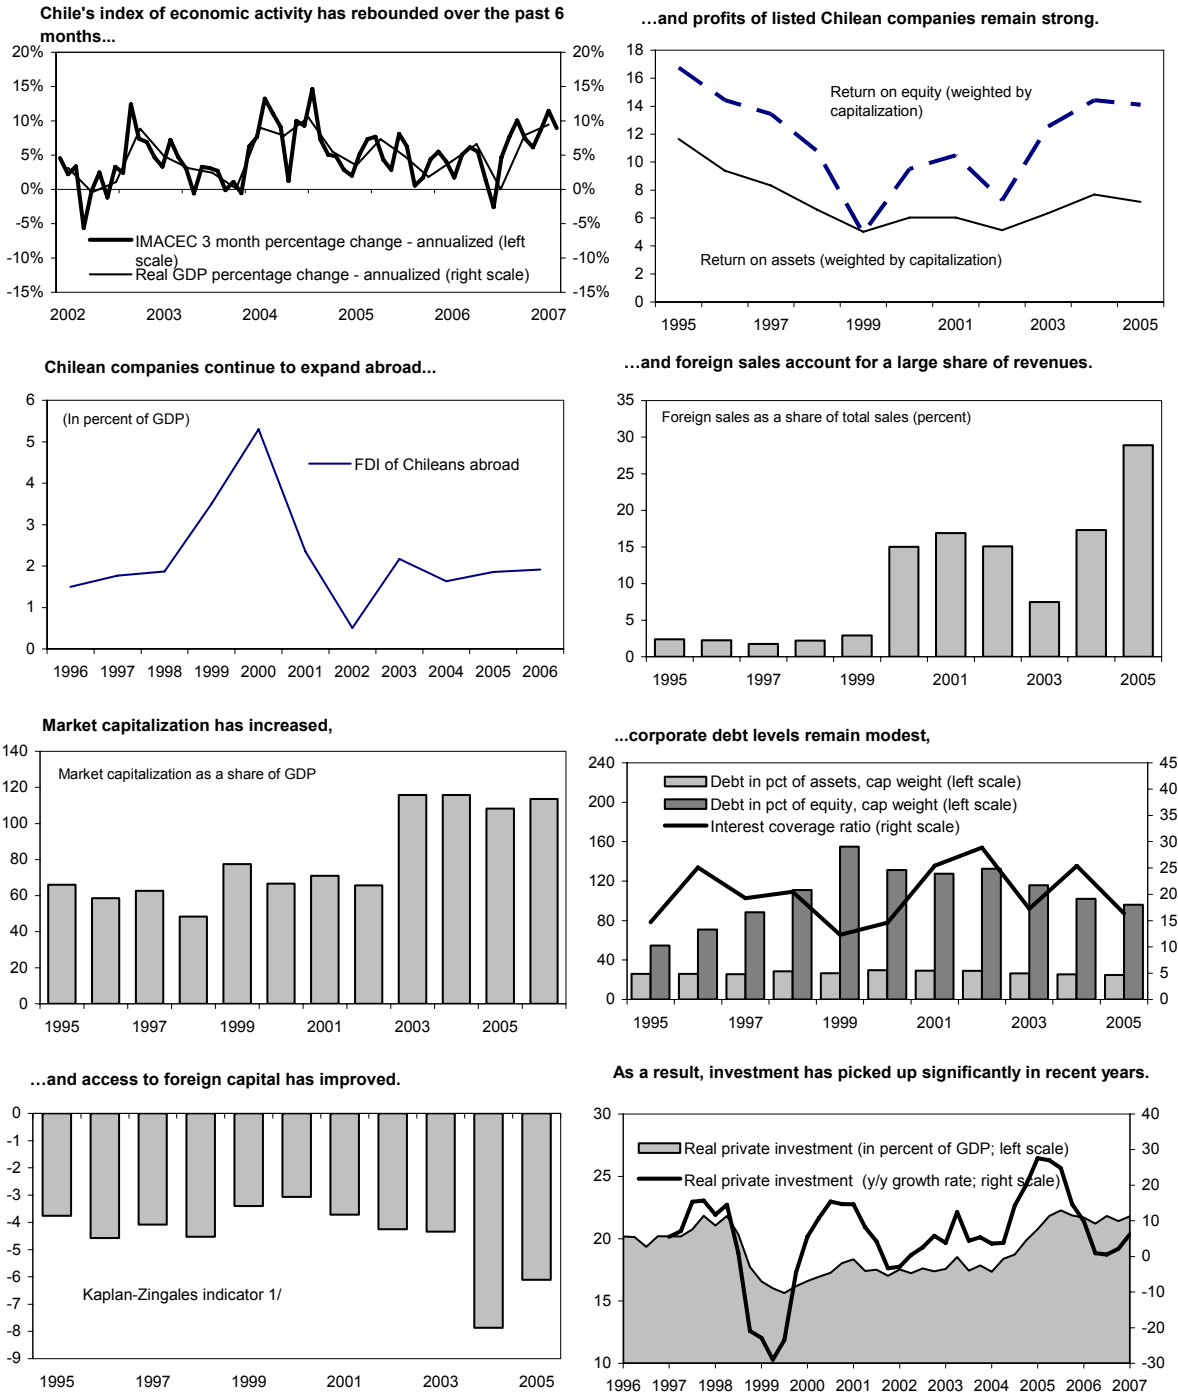 Chile's index of economic activity has rebounded over the past 6
months...
20%
15%
10%
5%
0%
-5%
-10%
-15%
20%
15%
10%
5%
0%
-5%
-10%
-15%
IMACEC 3 month percentage change - annualized (left
scale)
Real GDP percentage change - annualized (right scale)
2002 2003 2004 2005 2006 2007
…and profits of listed Chilean companies remain strong.
18
16
14
12
10
8
6
4
2
0
Return on equity (weighted by
capitalization)
Return on assets (weighted by capitalization)
1995 1997 1999 2001 2003 2005
Chilean companies continue to expand abroad...
6
5
4
3
2
1
0
(In percent of GDP)
FDI of Chileans abroad
1996 1997 1998 1999 2000 2001 2002 2003 2004 2005 2006
…and foreign sales account for a large share of revenues.
35
30
25
20
15
10
5
0
Foreign sales as a share of total sales (percent)
1995 1997 1999 2001 2003 2005
Market capitalization has increased,
140
120
100
80
60
40
20
0
Market capitalization as a share of GDP
1995 1997 1999 2001 2003 2005
...corporate debt levels remain modest,
240
200
160
120
80
40
0
45
40
35
30
25
20
15
10
5
0
Debt in pct of assets, cap weight (left scale)
Debt in pct of equity, cap weight (left scale)
Interest coverage ratio (right scale)
1995 1997 1999 2001 2003 2005
…and access to foreign capital has improved.
0
-1
-2
-3
-4
-5
-6
-7
-8
-9
Kaplan-Zingales indicator 1/
1995 1997 1999 2001 2003 2005
As a result, investment has picked up significantly in recent years.
30
25
20
15
10
40
30
20
10
0
-10
-20
-30
Real private investment (in percent of GDP; left scale)
Real private investment (y/y growth rate; right scale)
1996 1997 1998 1999 2000 2001 2002 2003 2004 2005 2006 2007